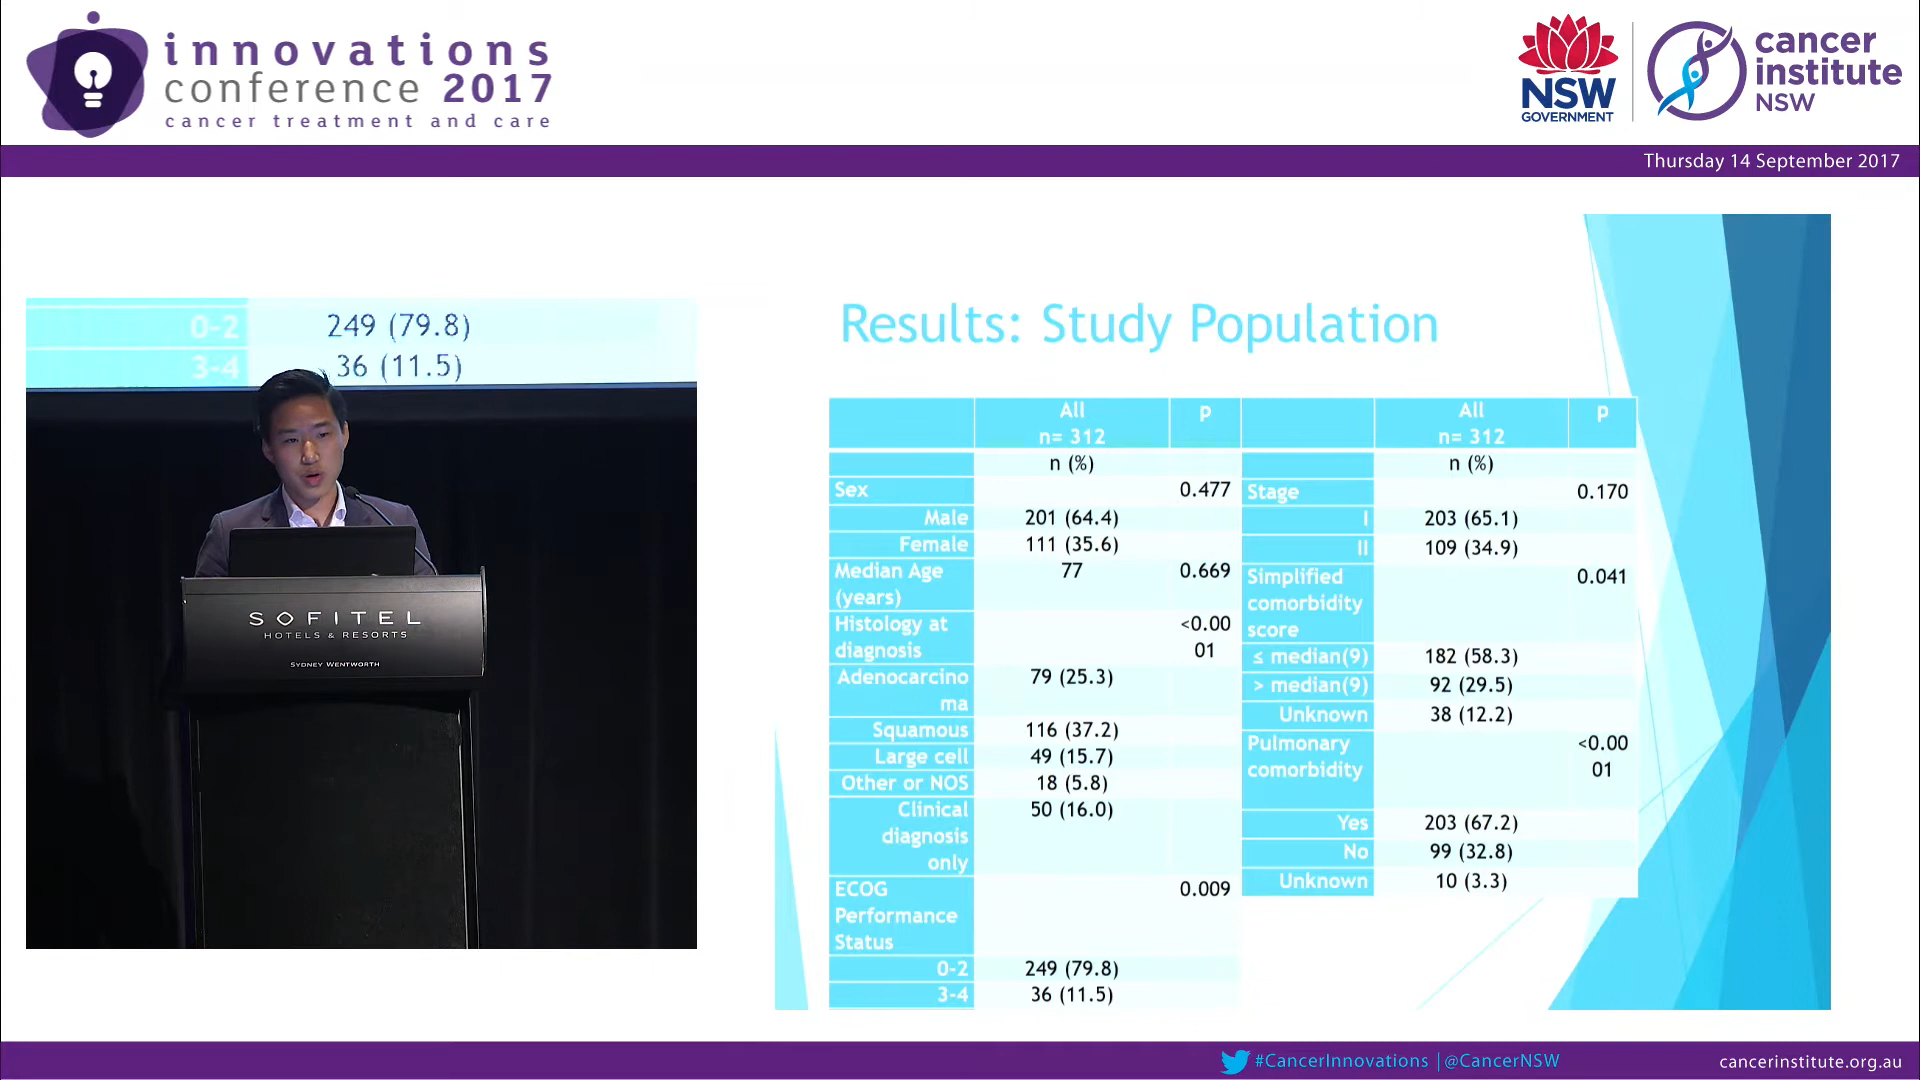 innovations
conference 2017
cancer treatment and care
NSW
GOVERNMENT
cancer
institute
NSW
Thursday 14 September 2017
0-2 249 (79.8)
3-4 36 (11.5)
SOFITEL
HOTELS & RESORTS
SYDNEY WENTWORTH
Results: Study Population
All p
n= 312
n (%)
Sex 0.477
Male 201 (64.4)
Female 111 (35.6)
Median Age 77 0.669
(years)
Histology at <0.00
diagnosis 01
Adenocarcino 79 (25.3)
ma
Squamous 116 (37.2)
Large cell 49 (15.7)
Other or NOS 18 (5.8)
Clinical 50 (16.0)
diagnosis
only
ECOG 0.009
Performance
Status
0-2 249 (79.8)
3-4 36 (11.5)
All p
n= 312
n (%)
Stage 0.170
I 203 (65.1)
II 109 (34.9)
Simplified 0.041
comorbidity
score
≤ median(9) 182 (58.3)
> median(9) 92 (29.5)
Unknown 38 (12.2)
Pulmonary <0.00
comorbidity 01
Yes 203 (67.2)
No 99 (32.8)
Unknown 10 (3.3)
#CancerInnovations | @CancerNSW
cancerinstitute.org.au